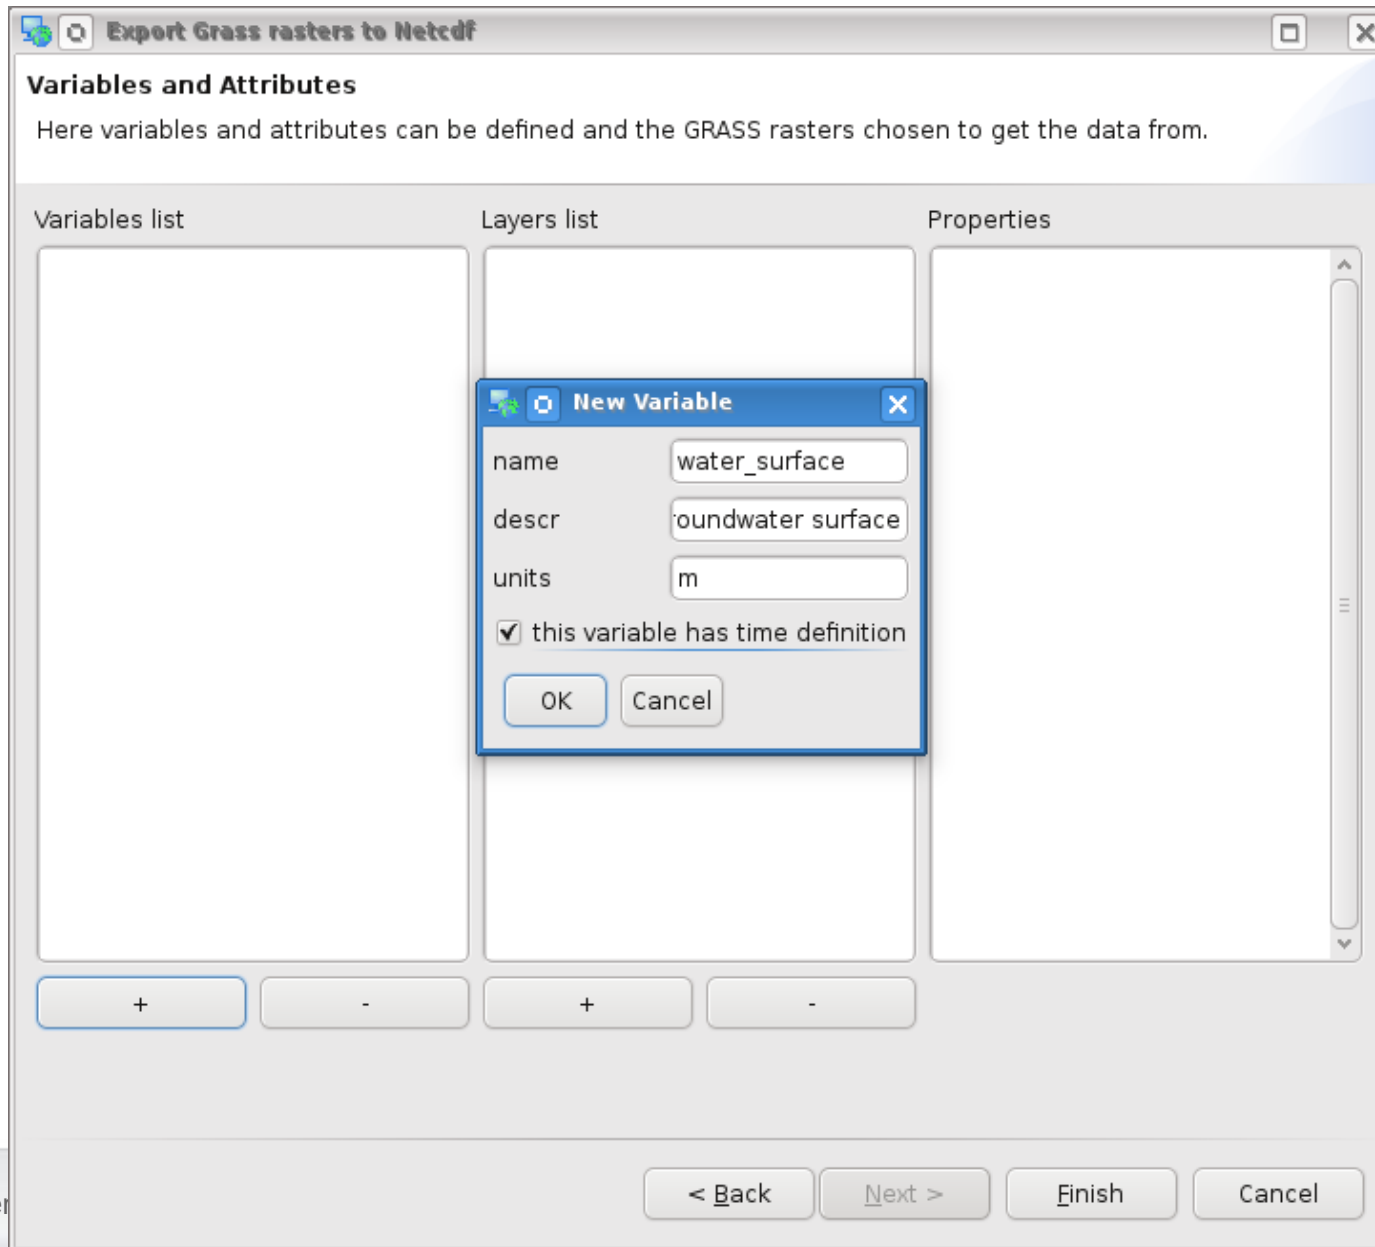 Export Grass rasters to Netcdf
Variables and Attributes
Here variables and attributes can be defined and the GRASS rasters chosen to get the data from.
Variables list
Layers list
Properties
New Variable
name
water_surface
descr
roundwater surface
units
m
this variable has time definition
OK
Cancel
+
-
+
-
< Back
Next >
Finish
Cancel